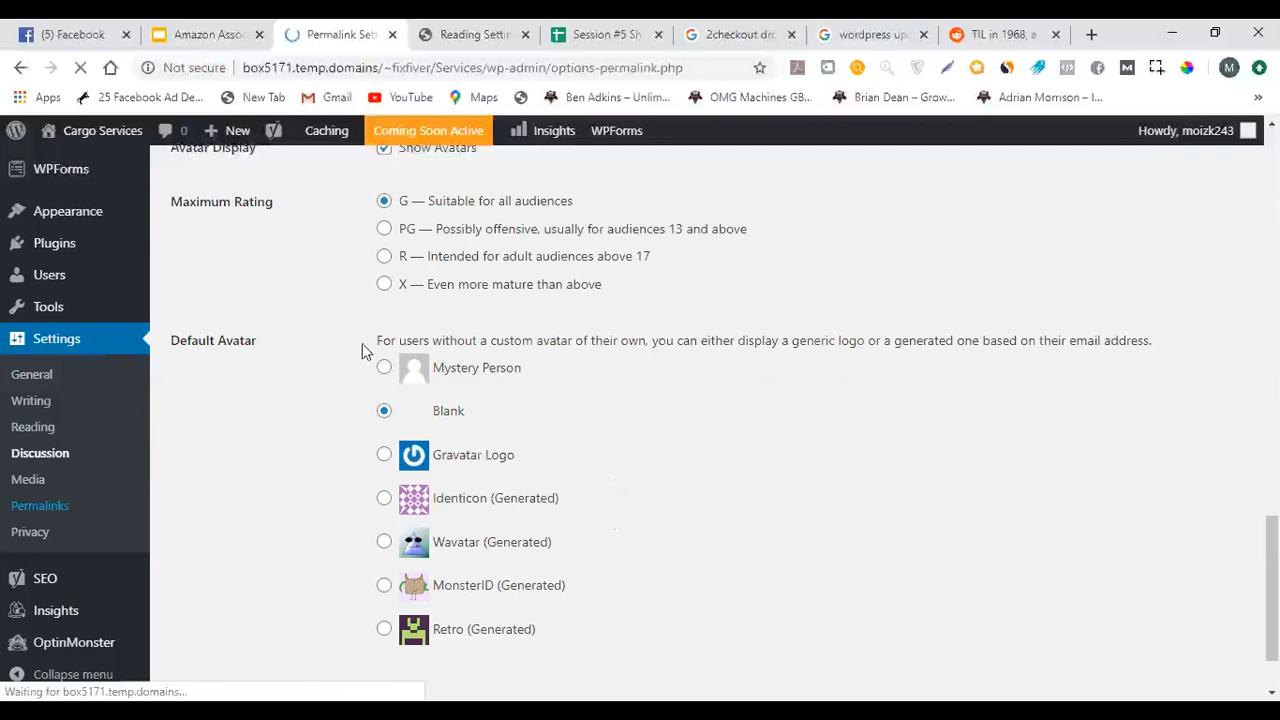 (5) Facebook
Amazon Asso
Permalink Set
Reading Settin
Session #5 Sh
2checkout dro
wordpress up
TIL in 1968, a
Not secure
box5171.temp.domains/~fixfiver/Services/wp-admin/options-permalink.php
M
Apps
25 Facebook Ad De...
New Tab
Gmail
YouTube
Maps
Ben Adkins – Unlim...
OMG Machines GB...
Brian Dean – Grow...
Adrian Morrison – I...
Cargo Services
0
New
Caching
Coming Soon Active
Insights
WPForms
Howdy, moizk243
WPForms
Appearance
Plugins
Users
Tools
Settings
General
Writing
Reading
Discussion
Media
Permalinks
Privacy
SEO
Insights
OptinMonster
Collapse menu
Avatar Display
Show Avatars
Maximum Rating
G — Suitable for all audiences
PG — Possibly offensive, usually for audiences 13 and above
R — Intended for adult audiences above 17
X — Even more mature than above
Default Avatar
For users without a custom avatar of their own, you can either display a generic logo or a generated one based on their email address.
Mystery Person
Blank
Gravatar Logo
Identicon (Generated)
Wavatar (Generated)
MonsterID (Generated)
Retro (Generated)
Waiting for box5171.temp.domains...